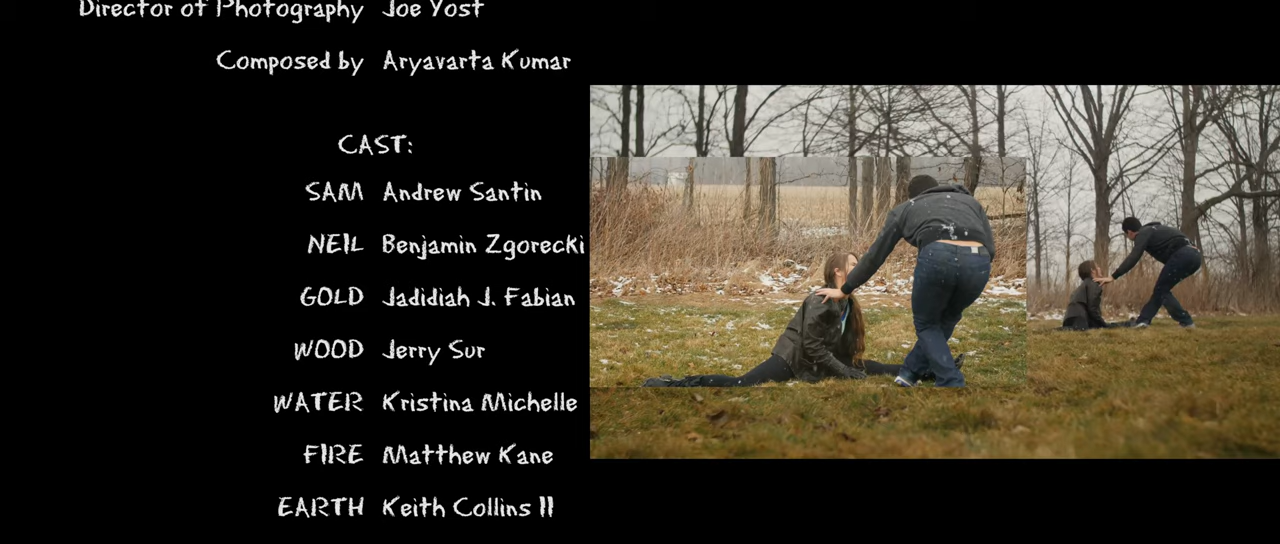 Director of Photography Joe Yost
Composed by Aryavarta Kumar
CAST:
SAM Andrew Santin
NEIL Benjamin Zgorecki
GOLD Jadidiah J. Fabian
WOOD Jerry Sur
WATER Kristina Michelle
FIRE Matthew Kane
EARTH Keith Collins II